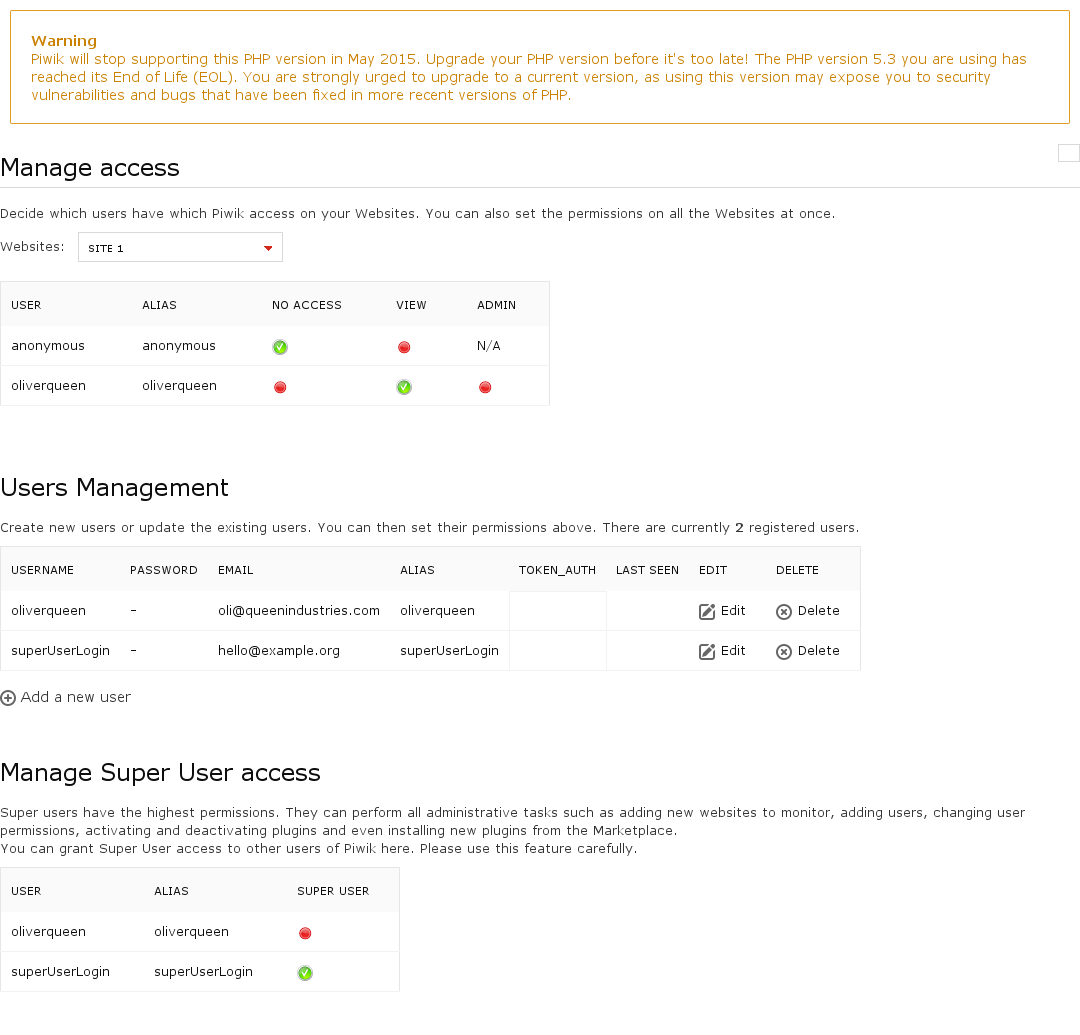 Warning
Piwik will stop supporting this PHP version in May 2015. Upgrade your PHP version before it's too late! The PHP version 5.3 you are using has
reached its End of Life (EOL). You are strongly urged to upgrade to a current version, as using this version may expose you to security
vulnerabilities and bugs that have been fixed in more recent versions of PHP.
Manage access
Decide which users have which Piwik access on your Websites. You can also set the permissions on all the Websites at once.
Websites: SITE 1
USER ALIAS NO ACCESS VIEW ADMIN
anonymous anonymous N/A
oliverqueen oliverqueen
Users Management
Create new users or update the existing users. You can then set their permissions above. There are currently 2 registered users.
USERNAME PASSWORD EMAIL ALIAS TOKEN_AUTH LAST SEEN EDIT DELETE
oliverqueen - oli@queenindustries.com oliverqueen Edit Delete
superUserLogin - hello@example.org superUserLogin Edit Delete
Add a new user
Manage Super User access
Super users have the highest permissions. They can perform all administrative tasks such as adding new websites to monitor, adding users, changing user
permissions, activating and deactivating plugins and even installing new plugins from the Marketplace.
You can grant Super User access to other users of Piwik here. Please use this feature carefully.
USER ALIAS SUPER USER
oliverqueen oliverqueen
superUserLogin superUserLogin